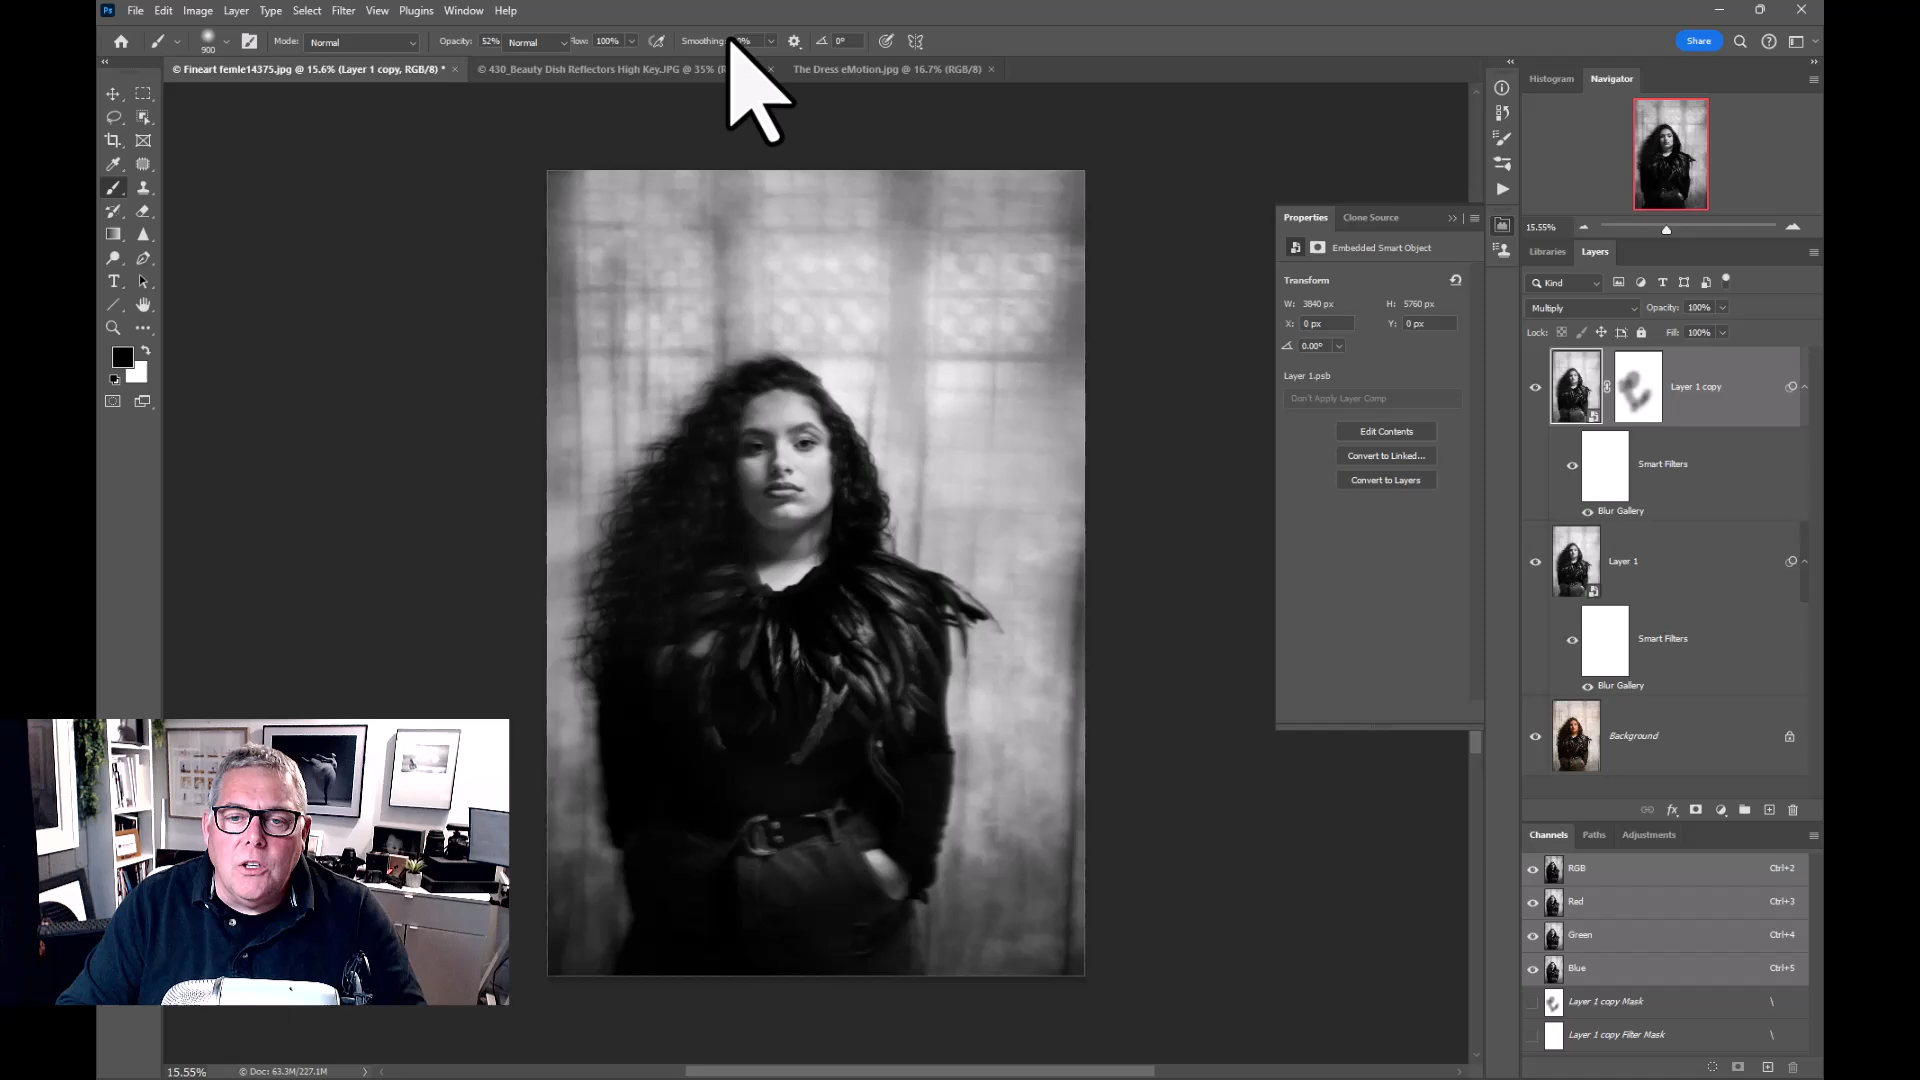 Ps File Edit Image Layer Type Select Filter View Plugins Window Help
900 Mode: Normal Opacity: 52% Normal Flow: 100% Smoothing: 0°
Share
© Fineart femle14375.jpg @ 15.6% (Layer 1 copy, RGB/8) * × © 430_Beauty Dish Reflectors High Key.JPG @ 35% × The Dress eMotion.jpg @ 16.7% (RGB/8) ×
Histogram Navigator
15.55%
Properties Clone Source
Embedded Smart Object
Transform
W: 3840 px H: 5760 px
X: 0 px Y: 0 px
0.00°
Layer 1.psb
Don't Apply Layer Comp
Edit Contents
Convert to Linked...
Convert to Layers
Libraries Layers
Kind
Multiply Opacity: 100%
Lock: Fill: 100%
Layer 1 copy
Smart Filters
Blur Gallery
Layer 1
Smart Filters
Blur Gallery
Background
fx
Channels Paths Adjustments
RGB Ctrl+2
Red Ctrl+3
Green Ctrl+4
Blue Ctrl+5
Layer 1 copy Mask \
Layer 1 copy Filter Mask \
15.55% © Doc: 63.3M/227.1M